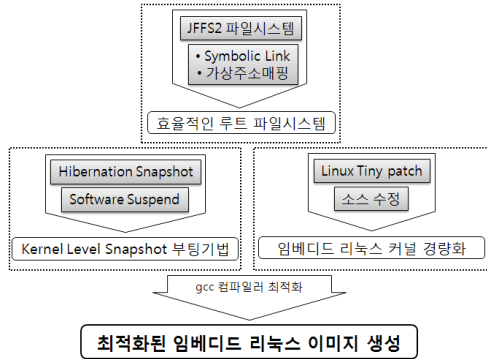 JFFS2 파일시스템
• Symbolic Link
• 가상주소매핑
효율적인 루트 파일시스템
Hibernation Snapshot
Software Suspend
Kernel Level Snapshot 부팅기법
Linux Tiny patch
소스 수정
임베디드 리눅스 커널 경량화
gcc 컴파일러 최적화
최적화된 임베디드 리눅스 이미지 생성